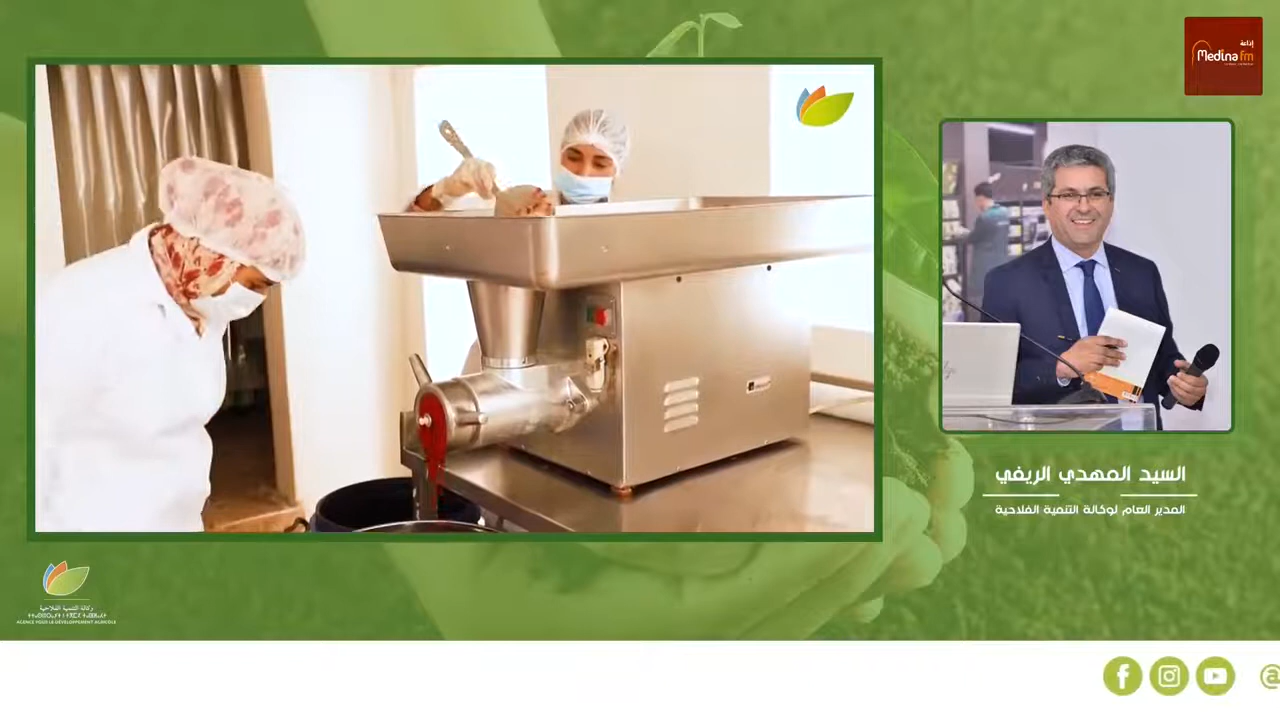 إذاعة
Medina fm
السيد المهدي الريفي
المدير العام لوكالة التنمية الفلاحية
وكالة التنمية الفلاحية
AGENCE POUR LE DÉVELOPPEMENT AGRICOLE
@